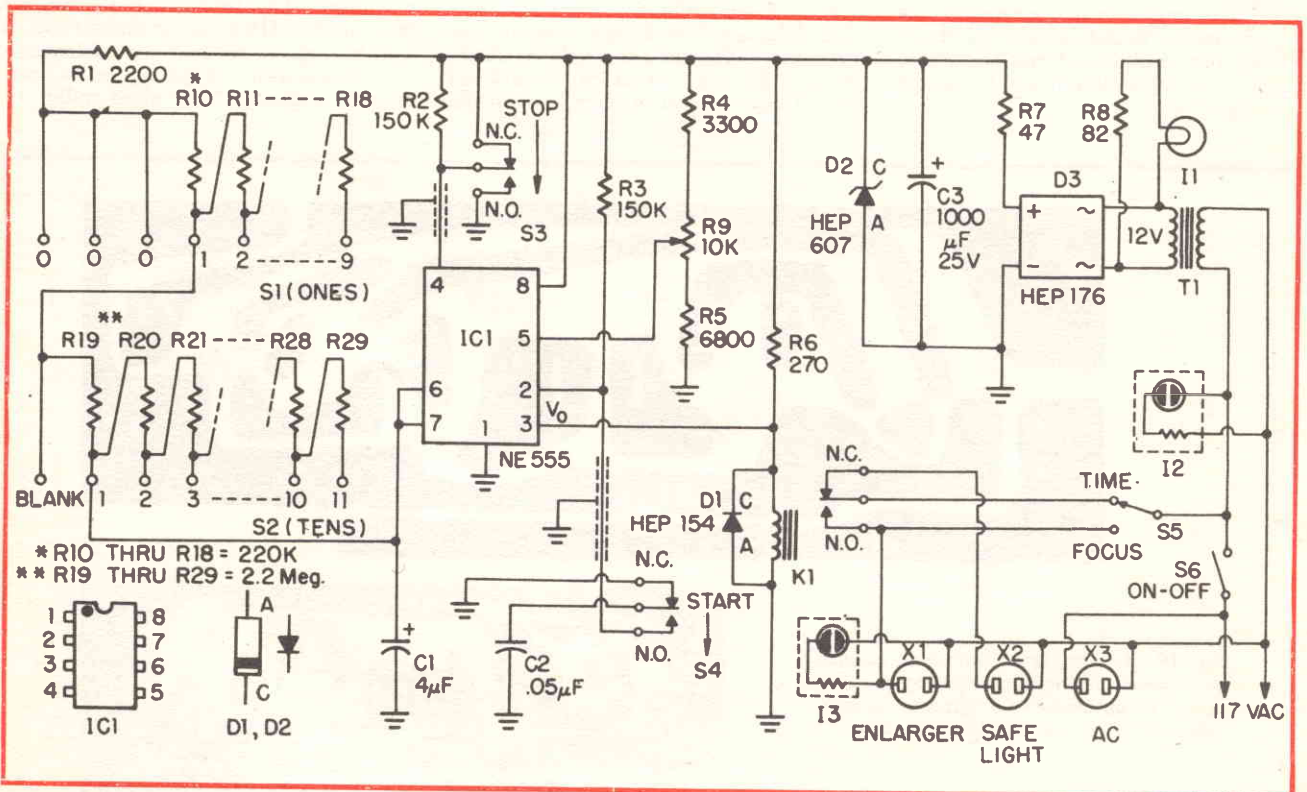 R1 2200
*
R10 R11 ---- R18
R2
150 K
STOP
N.C.
N.O.
S3
R3
150K
R4
3300
R9
10K
R5
6800
D2 C
A
HEP
607
+
C3
1000
µF
25V
R7
47
R8
82
I1
D3
+ ~
- ~
HEP 176
12V
T1
0 0 0 1 2 ------ 9
S1 (ONES)
**
R19 R20 R21 ---- R28 R29
BLANK 1 2 3 ------ 10 11
S2 (TENS)
4 8
IC1 5
6 2
7 3
1
Vo
NE 555
R6
270
I2
N.C.
N.O.
TIME
S5
FOCUS
S6
ON-OFF
D1 C
HEP 154
A
K1
* R10 THRU R18 = 220K
** R19 THRU R29 = 2.2 Meg.
1 8
2 7
3 6
4 5
IC1
A
C
D1, D2
+
C1
4µF
C2
.05µF
N.C.
START
N.O.
S4
I3
X1 X2 X3
ENLARGER SAFE AC
LIGHT
117 VAC